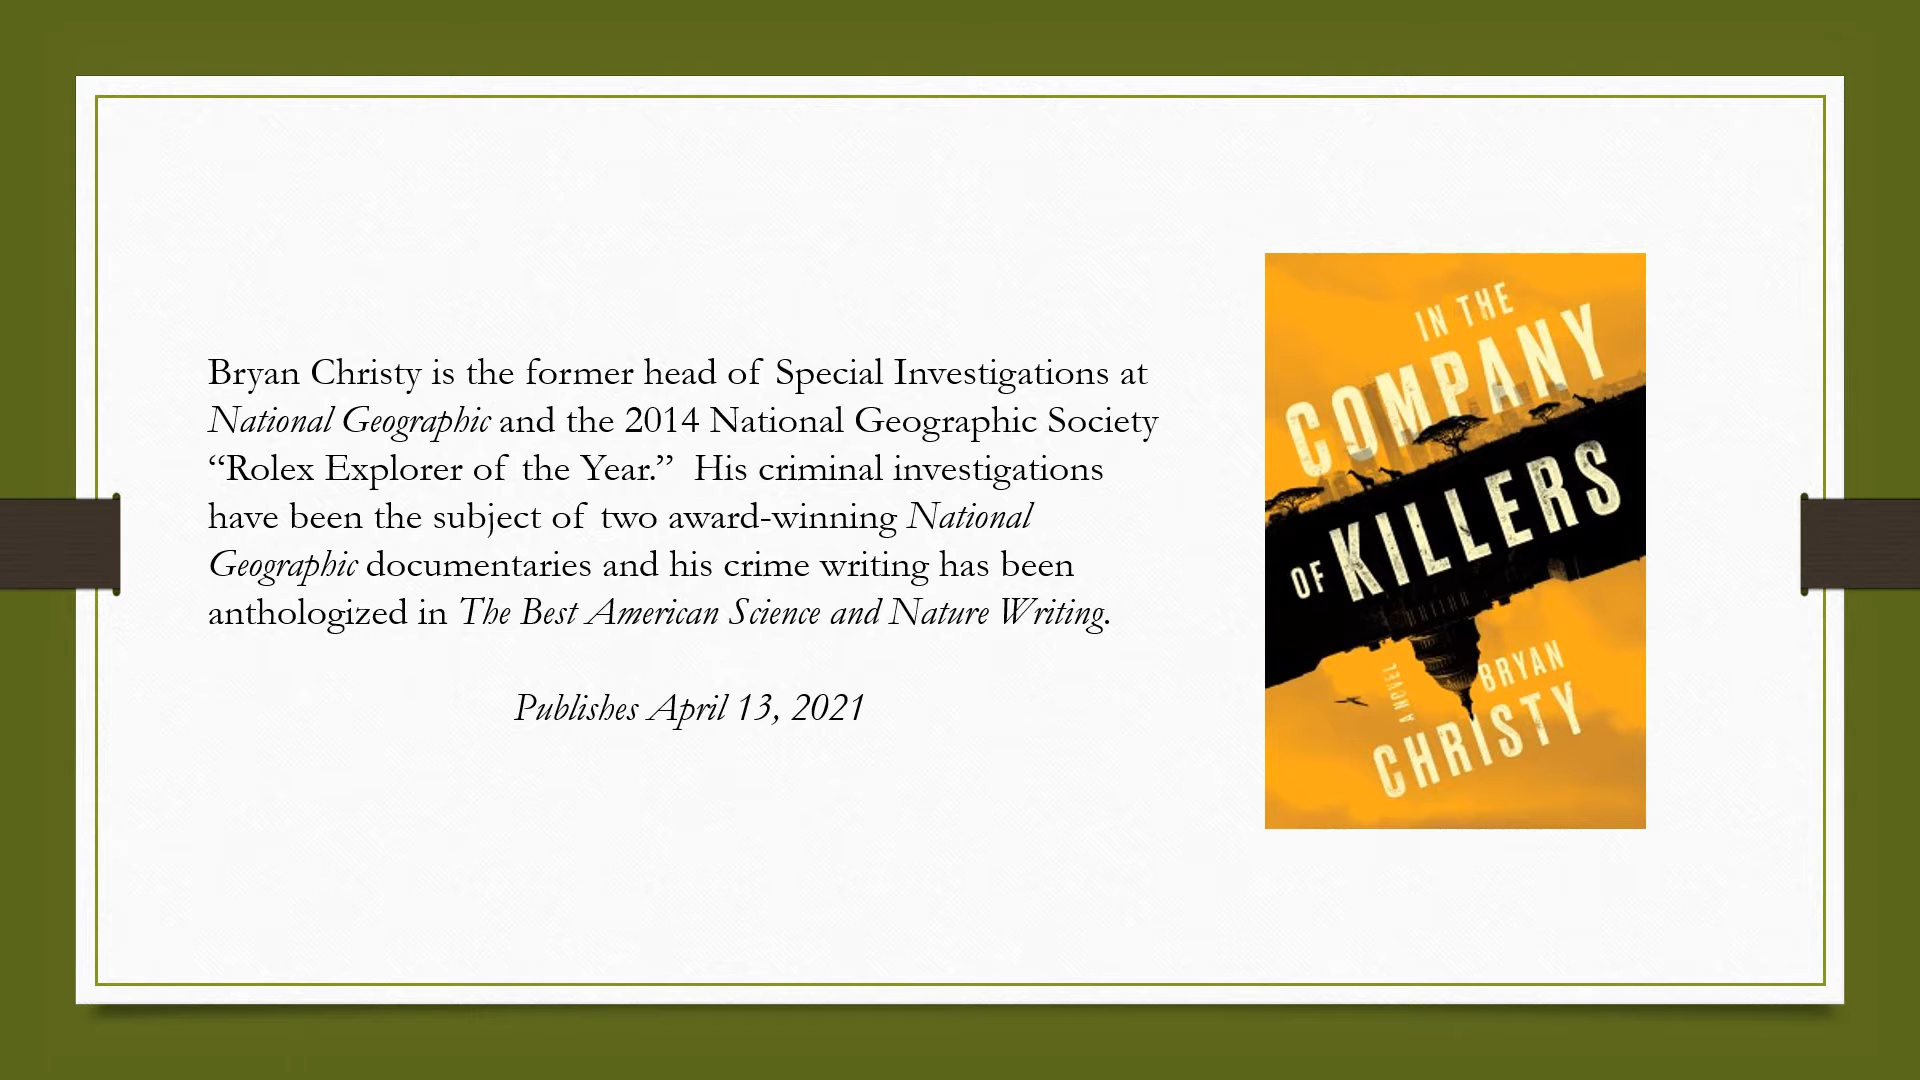 Bryan Christy is the former head of Special Investigations at
National Geographic and the 2014 National Geographic Society
“Rolex Explorer of the Year.”  His criminal investigations
have been the subject of two award-winning National
Geographic documentaries and his crime writing has been
anthologized in The Best American Science and Nature Writing.
Publishes April 13, 2021
IN THE
COMPANY
OF KILLERS
A NOVEL
BRYAN
CHRISTY